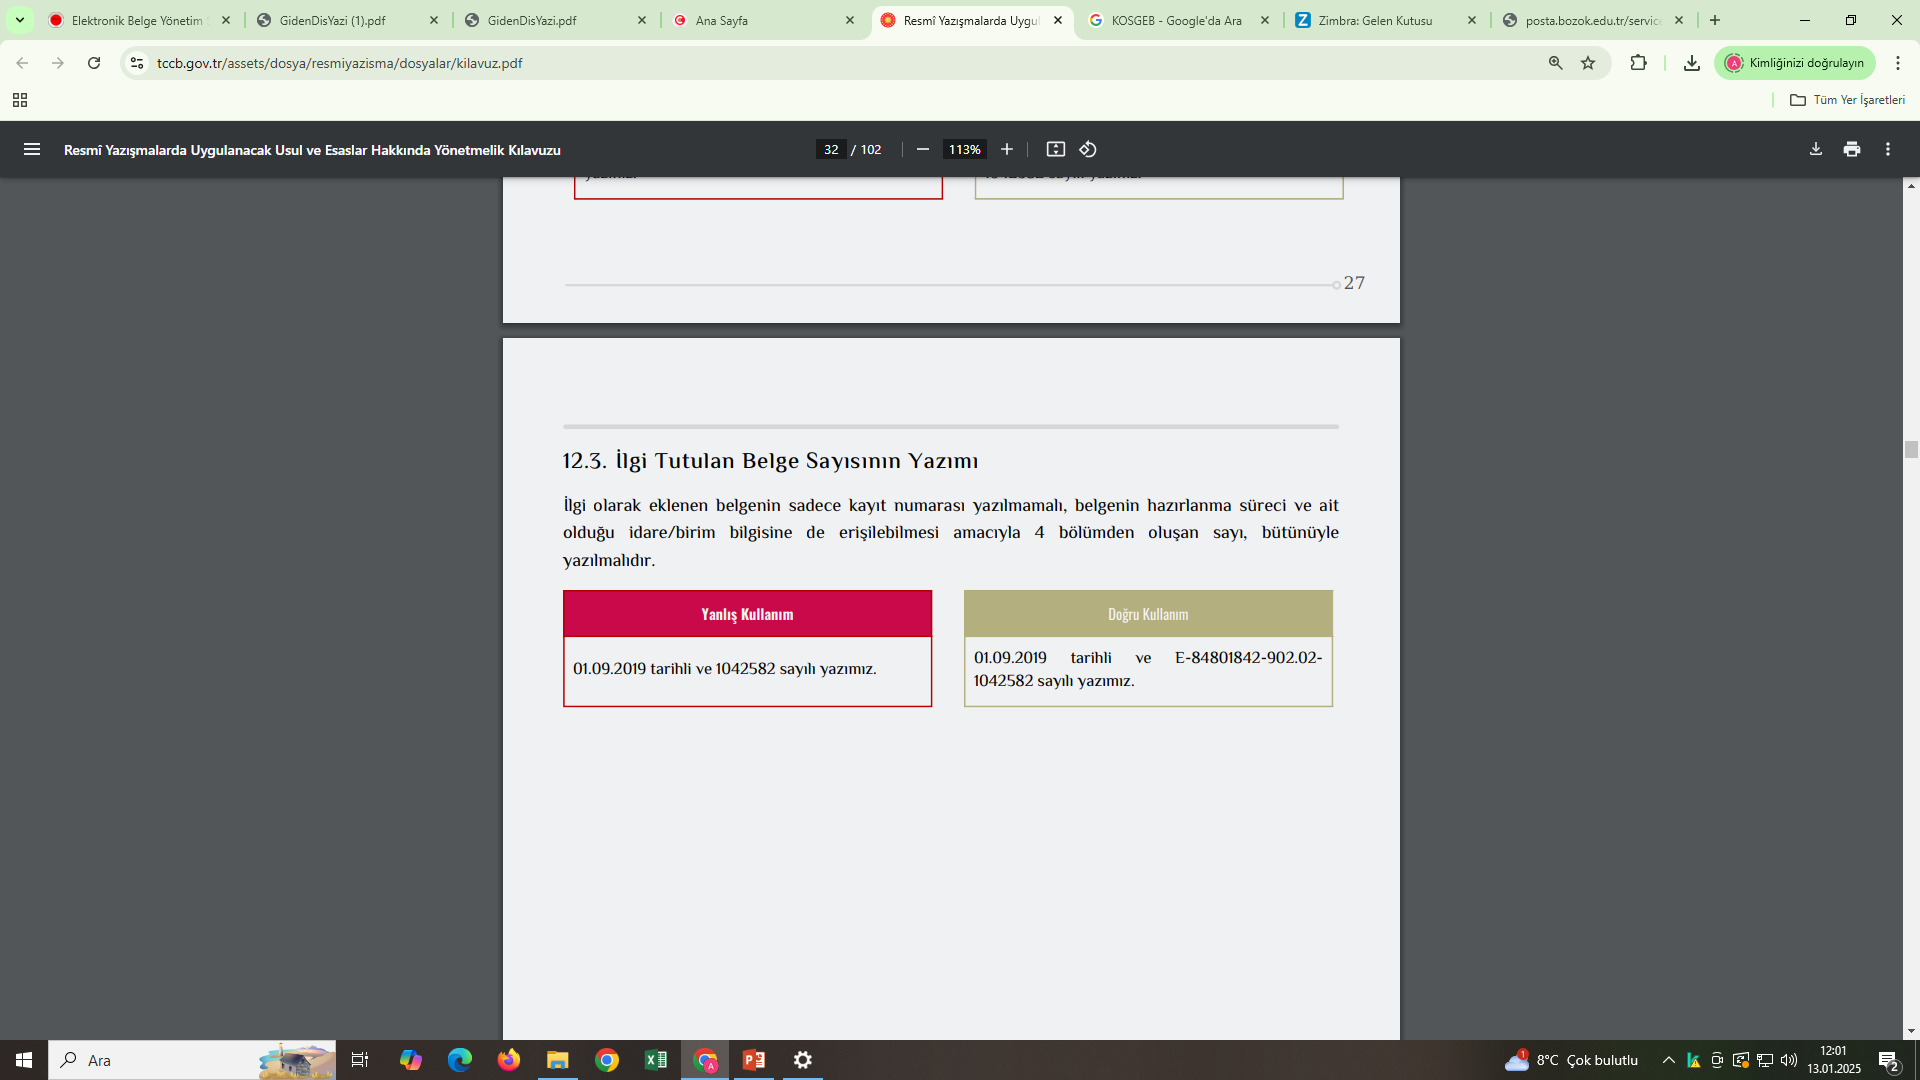 Elektronik Belge Yönetim
GidenDisYazi (1).pdf
GidenDisYazi.pdf
Ana Sayfa
Resmî Yazışmalarda Uygul
KOSGEB - Google'da Ara
Zimbra: Gelen Kutusu
posta.bozok.edu.tr/service
tccb.gov.tr/assets/dosya/resmiyazisma/dosyalar/kilavuz.pdf
Kimliğinizi doğrulayın
Tüm Yer İşaretleri
Resmî Yazışmalarda Uygulanacak Usul ve Esaslar Hakkında Yönetmelik Kılavuzu
32 / 102
113%
27
12.3. İlgi Tutulan Belge Sayısının Yazımı
İlgi olarak eklenen belgenin sadece kayıt numarası yazılmamalı, belgenin hazırlanma süreci ve ait
olduğu idare/birim bilgisine de erişilebilmesi amacıyla 4 bölümden oluşan sayı, bütünüyle
yazılmalıdır.
Yanlış Kullanım
01.09.2019 tarihli ve 1042582 sayılı yazımız.
Doğru Kullanım
01.09.2019 tarihli ve E-84801842-902.02-
1042582 sayılı yazımız.
Ara
8°C Çok bulutlu
12:01
13.01.2025
2